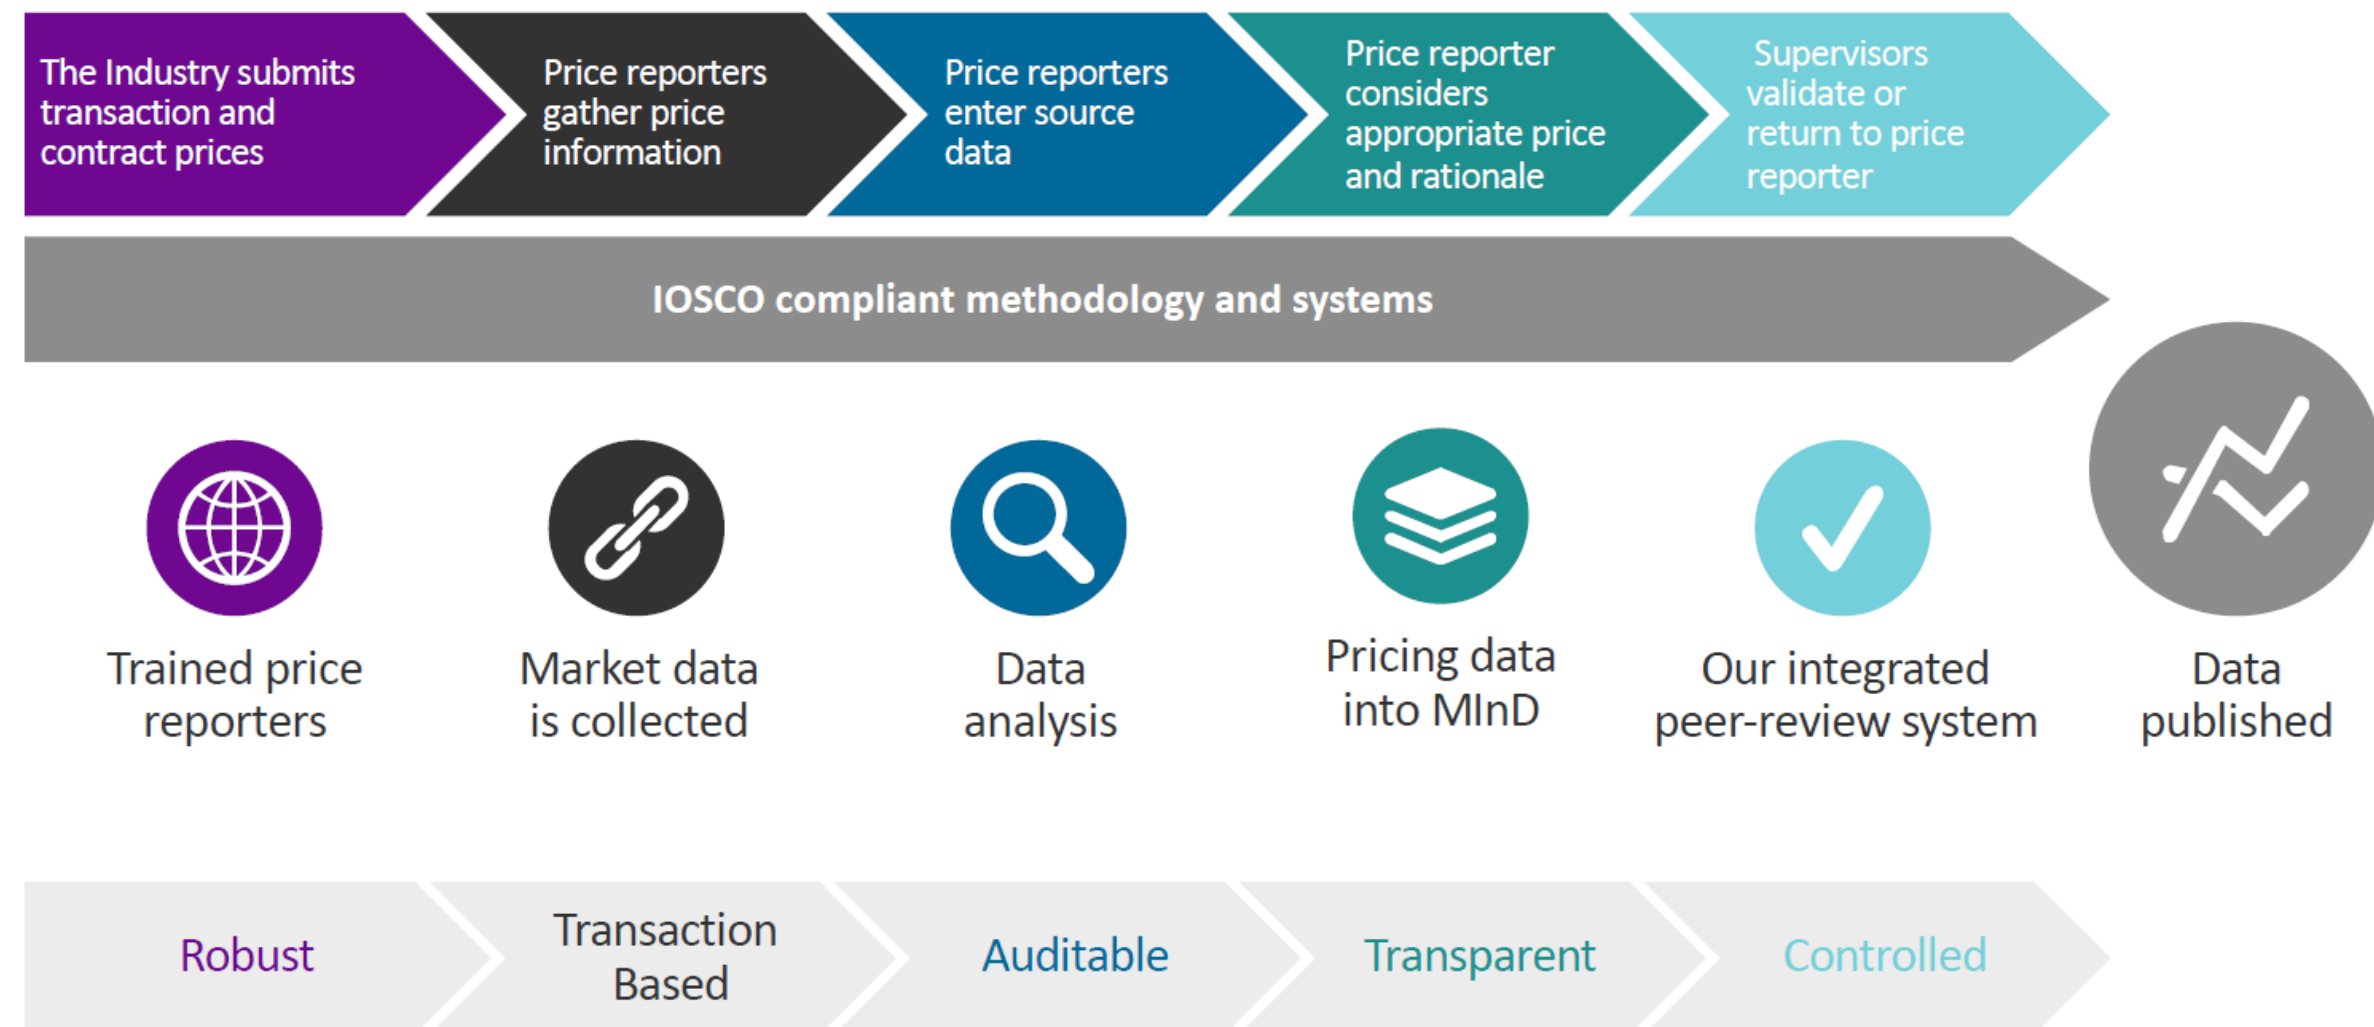 The Industry submits
transaction and
contract prices
Price reporters
gather price
information
Price reporters
enter source
data
Price reporter
considers
appropriate price
and rationale
Supervisors
validate or
return to price
reporter
IOSCO compliant methodology and systems
Trained price
reporters
Market data
is collected
Data
analysis
Pricing data
into MInD
Our integrated
peer-review system
Data
published
Robust
Transaction
Based
Auditable
Transparent
Controlled